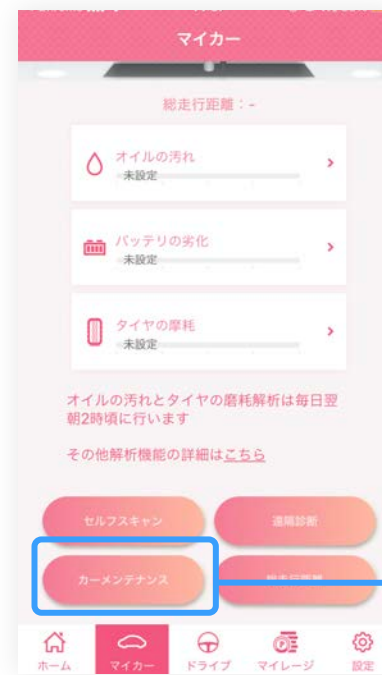 マイカー
総走行距離：-
オイルの汚れ
未設定
バッテリの劣化
未設定
タイヤの摩耗
未設定
オイルの汚れとタイヤの磨耗解析は毎日翌
朝2時頃に行います
その他解析機能の詳細はこちら
セルフスキャン
遠隔診断
カーメンテナンス
ホーム
マイカー
ドライブ
マイレージ
設定